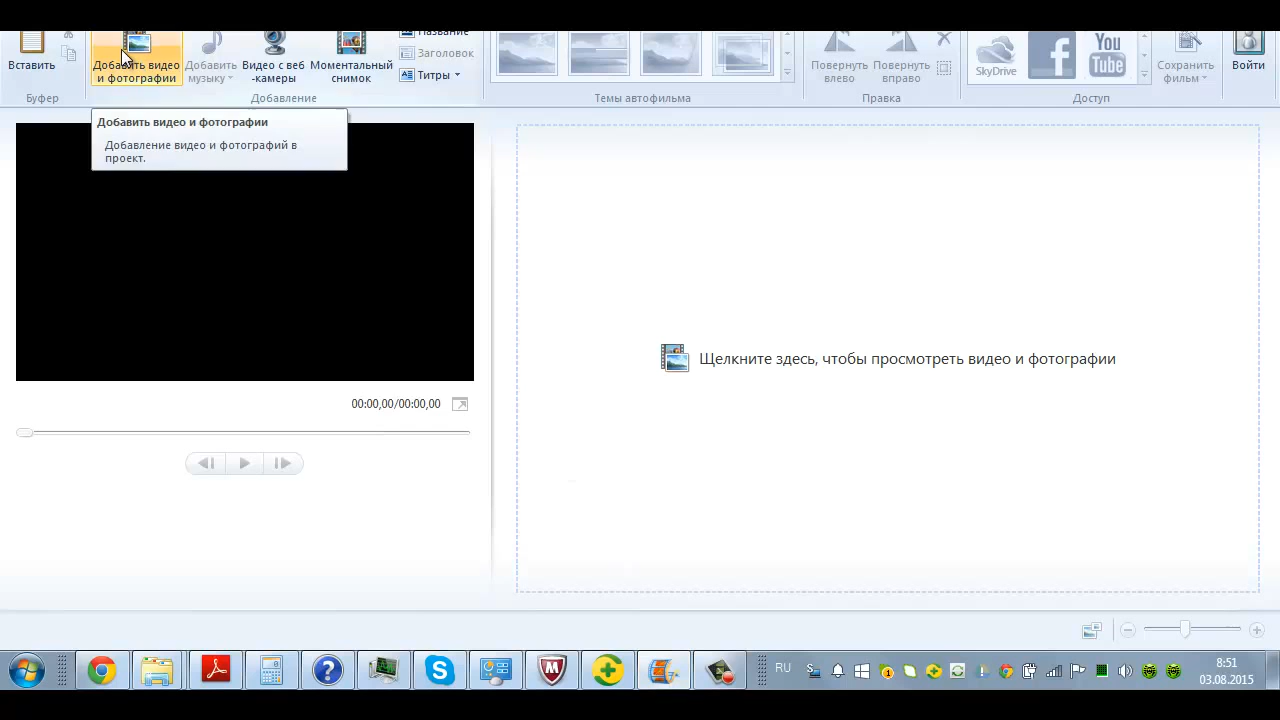 Вставить
Добавить видео
и фотографии
Добавить
музыку
Видео с веб
-камеры
Моментальный
снимок
Название
Заголовок
Титры
Повернуть
влево
Повернуть
вправо
SkyDrive
f
You
Tube
Сохранить
фильм
Войти
Буфер
Добавление
Темы автофильма
Правка
Доступ
Добавить видео и фотографии
Добавление видео и фотографий в
проект.
Щелкните здесь, чтобы просмотреть видео и фотографии
00:00,00/00:00,00
RU
8:51
03.08.2015